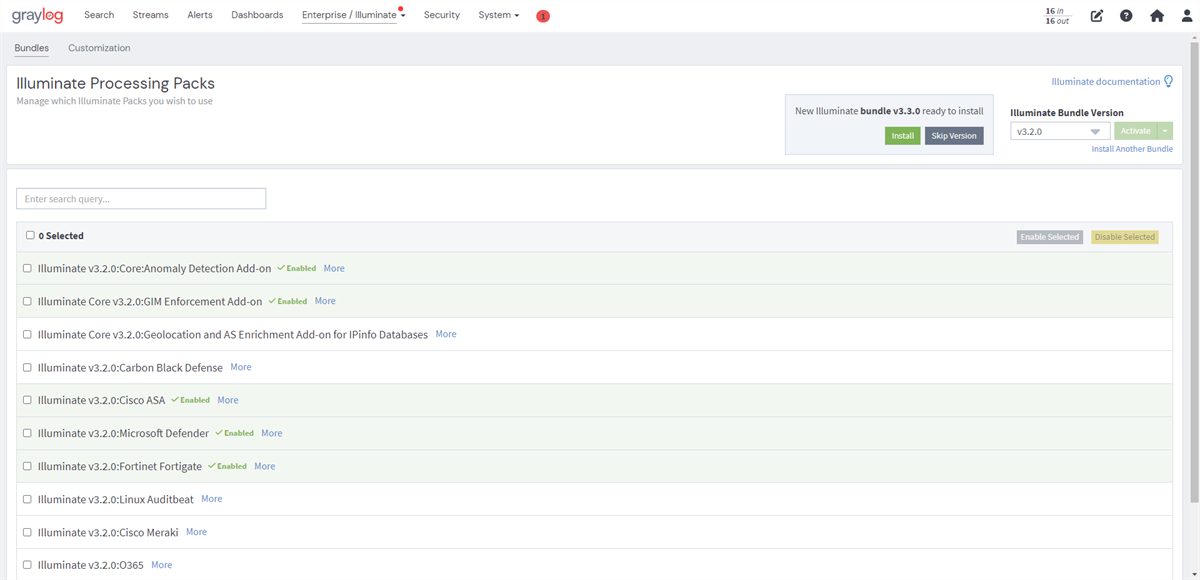 graylog Search Streams Alerts Dashboards Enterprise / Illuminate Security System 1 16 in
16 out
Bundles Customization
Illuminate Processing Packs
Manage which Illuminate Packs you wish to use
Illuminate documentation
New Illuminate bundle v3.3.0 ready to install
Install Skip Version
Illuminate Bundle Version
v3.2.0 Activate
Install Another Bundle
Enter search query...
0 Selected Enable Selected Disable Selected
Illuminate v3.2.0:Core:Anomaly Detection Add-on Enabled More
Illuminate Core v3.2.0:GIM Enforcement Add-on Enabled More
Illuminate Core v3.2.0:Geolocation and AS Enrichment Add-on for IPinfo Databases More
Illuminate v3.2.0:Carbon Black Defense More
Illuminate v3.2.0:Cisco ASA Enabled More
Illuminate v3.2.0:Microsoft Defender Enabled More
Illuminate v3.2.0:Fortinet Fortigate Enabled More
Illuminate v3.2.0:Linux Auditbeat More
Illuminate v3.2.0:Cisco Meraki More
Illuminate v3.2.0:O365 More